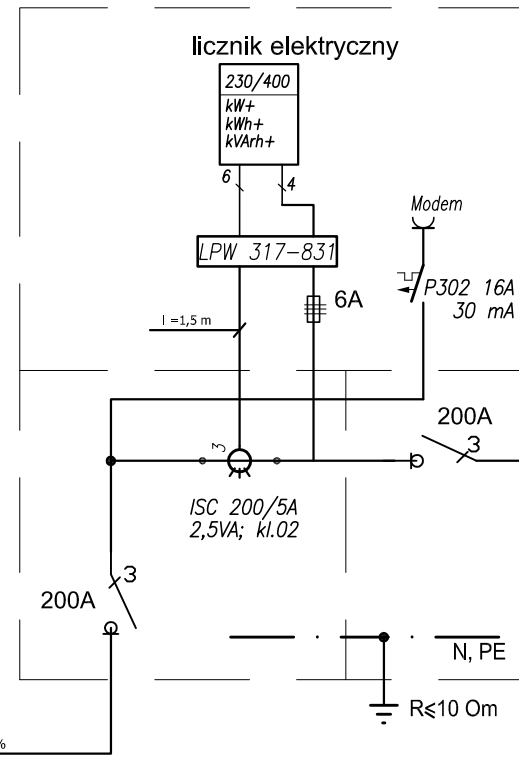 licznik elektryczny
230/400
kW+
kWh+
kVArh+
6
4
Modem
LPW 317-831
P302 16A
30 mA
6A
l =1,5 m
200A
3
3
ISC 200/5A
2,5VA; kl.02
3
200A
N, PE
R≤10 Om
%